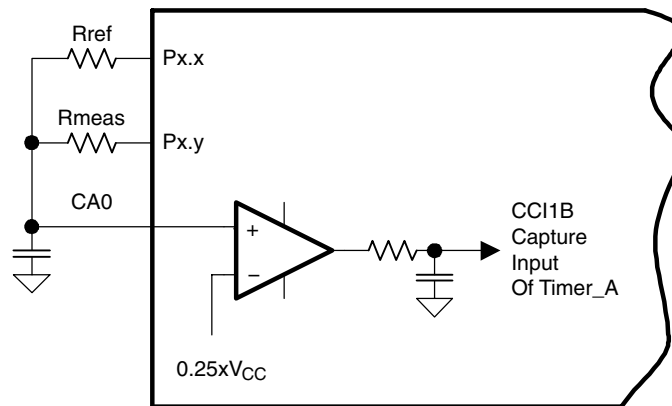 Rref
Px.x
Rmeas
Px.y
CA0
+
−
CCI1B
Capture
Input
Of Timer_A
0.25xVCC